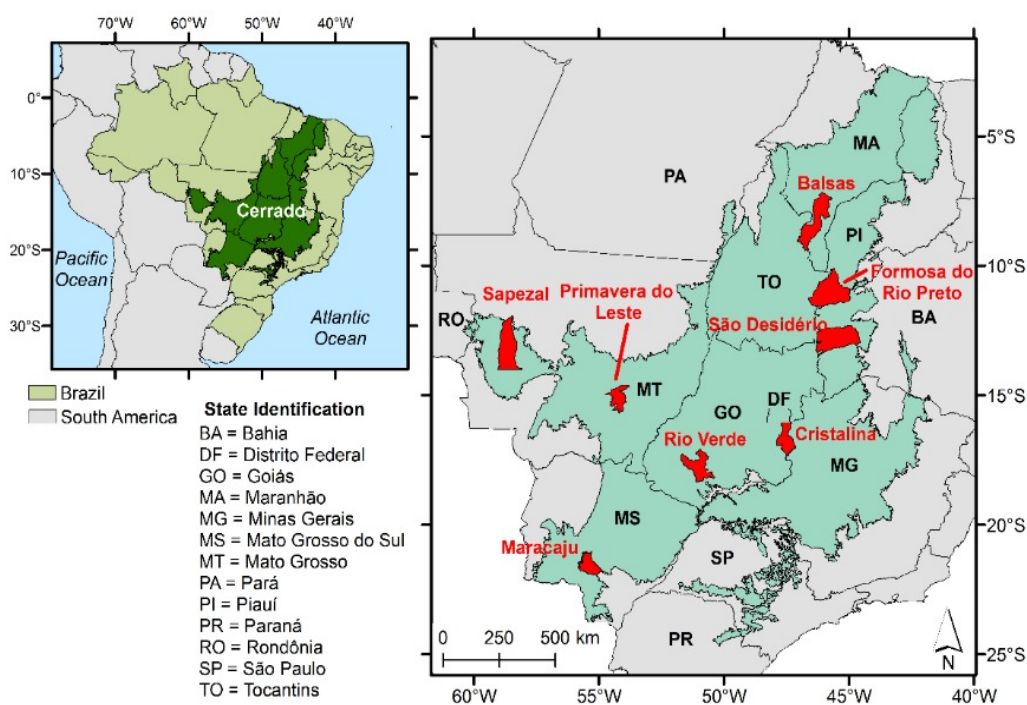 70°W 60°W 50°W 40°W
0°
10°S
20°S
30°S
Cerrado
Pacific
Ocean
Atlantic
Ocean
Brazil
South America
State Identification
BA = Bahia
DF = Distrito Federal
GO = Goiás
MA = Maranhão
MG = Minas Gerais
MS = Mato Grosso do Sul
MT = Mato Grosso
PA = Pará
PI = Piauí
PR = Paraná
RO = Rondônia
SP = São Paulo
TO = Tocantins
MA
PA
Balsas
PI
TO
Formosa do
Rio Preto
Sapezal
Primavera do
Leste
RO
São Desidério
BA
MT
GO
DF
Rio Verde
Cristalina
MG
MS
Maracaju
SP
PR
0 250 500 km
N
5°S
10°S
15°S
20°S
25°S
60°W 55°W 50°W 45°W 40°W